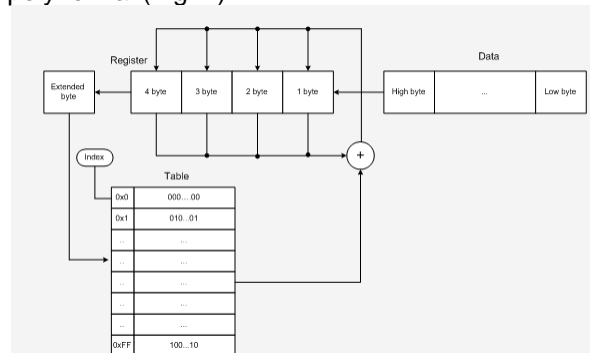 Register
Data
Extended byte
4 byte
3 byte
2 byte
1 byte
High byte
...
Low byte
+
Index
Table
0x0
000....00
0x1
010...01
..
...
..
...
..
...
..
...
..
...
0xFF
100...10